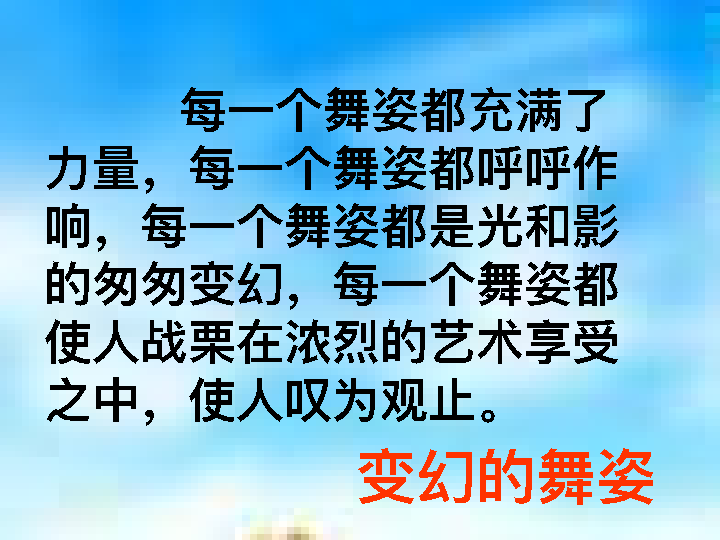 每一个舞姿都充满了
力量，每一个舞姿都呼呼作
响，每一个舞姿都是光和影
的匆匆变幻，每一个舞姿都
使人战栗在浓烈的艺术享受
之中，使人叹为观止。
变幻的舞姿